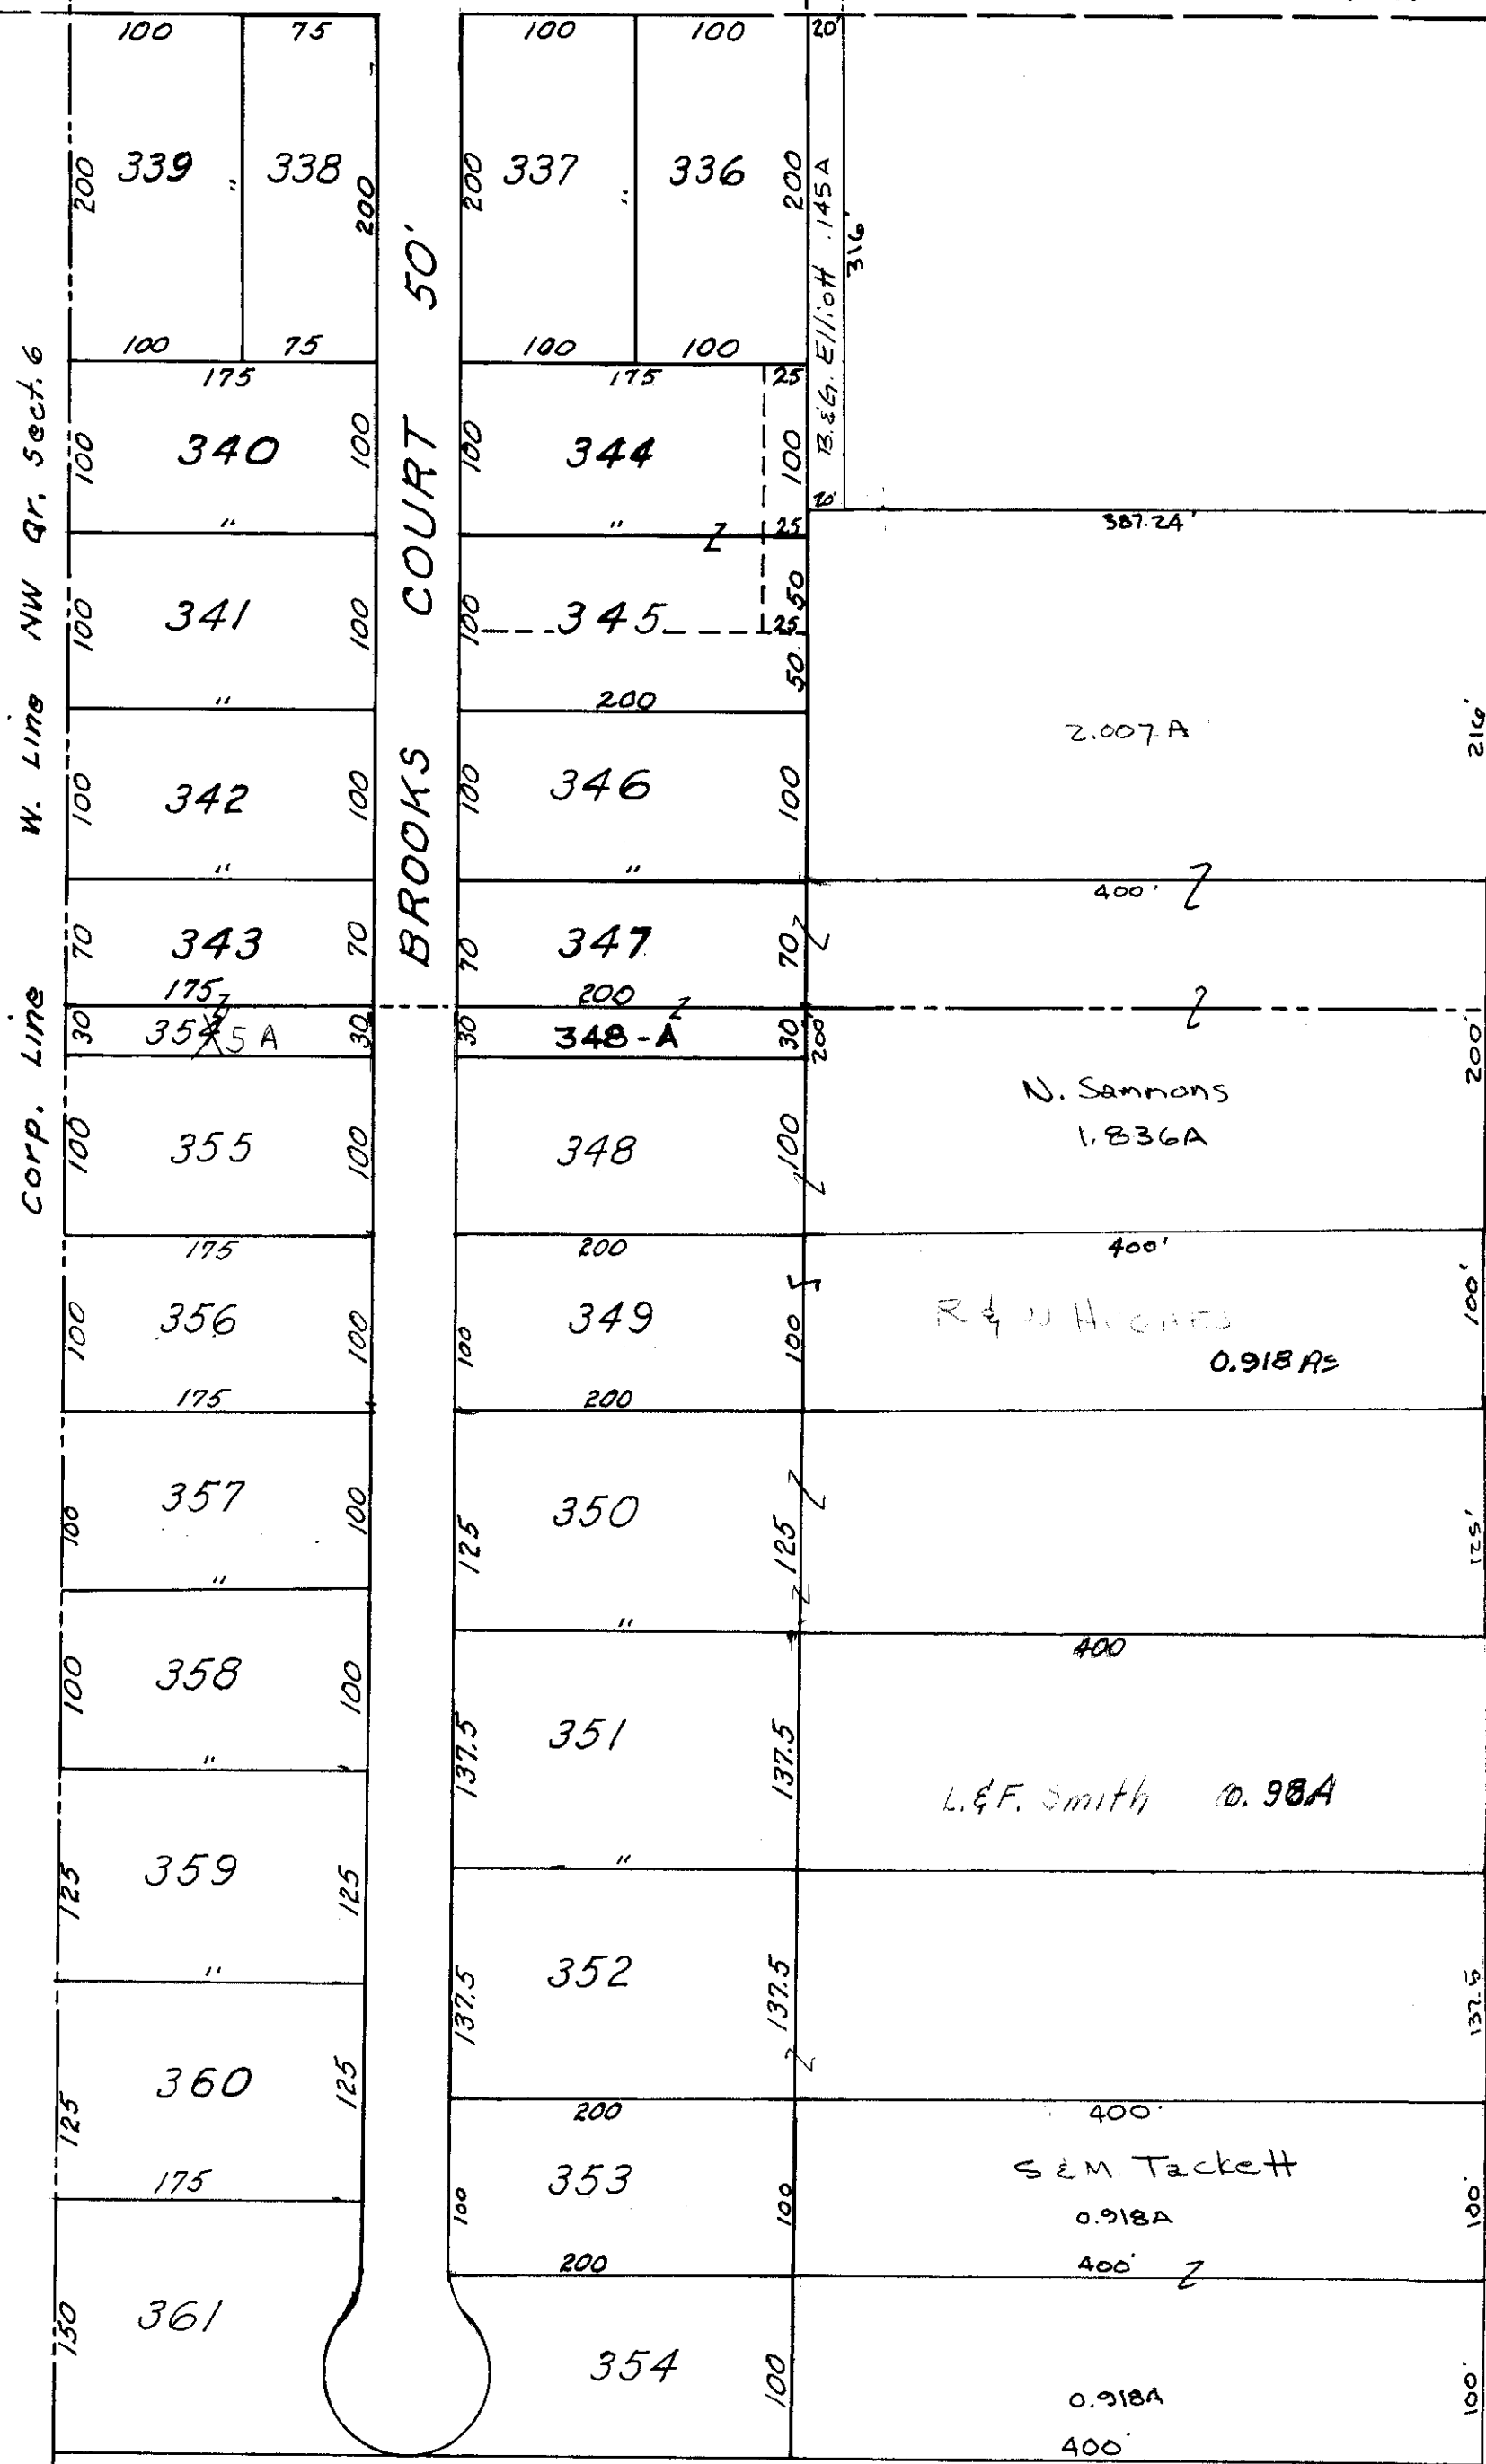 100 75 100 100 20'
200 339 " 338 200 200 337 " 336 200
B.&G. Elliott .145A
316'
100 75 100 100
175 175 25
100 340 100 100 344 100
" " 25
20' 387.24'
100 341 100 100 345 25 50
50
" 200
100 342 100 100 346 100
2.007 A 216'
" " 400'
70 343 70 70 347 70
175 200
30 355A 30 30 348-A 30 200'
N. Sammons
1.836A
200'
100 355 100 348 100
175 200 400'
100 356 100 100 349 100
R & W HUGHES
0.918 Ac
100'
175 200
100 357 100 125 350 125 125'
" " 400
100 358 100 137.5 351 137.5
"
L.&F. Smith 0.98A
125 359 125 "
" 137.5 352 137.5 137.5
125 360 125
200 400'
175
100 353 100
S & M. Tackett
0.918A
100'
200 400'
150 361 354 100
0.918A
100'
400'
BROOKS COURT 50'
Corp. Line W. Line NW Qr. Sect. 6